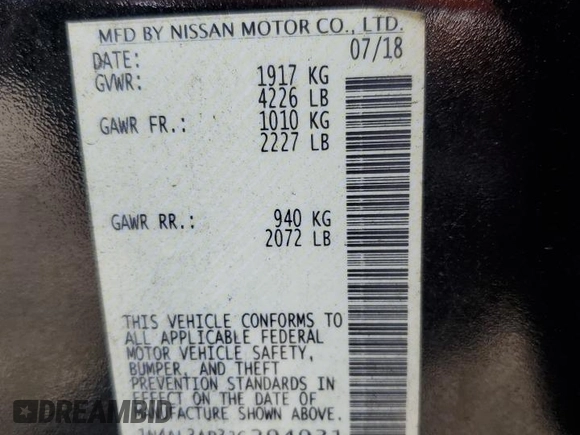 MFD BY NISSAN MOTOR CO., LTD.
DATE: 07/18
GVWR: 1917 KG
4226 LB
GAWR FR.: 1010 KG
2227 LB
GAWR RR.: 940 KG
2072 LB
THIS VEHICLE CONFORMS TO
ALL APPLICABLE FEDERAL
MOTOR VEHICLE SAFETY,
BUMPER, AND THEFT
PREVENTION STANDARDS IN
EFFECT ON THE DATE OF
MANUFACTURE SHOWN ABOVE.
DREAMBID